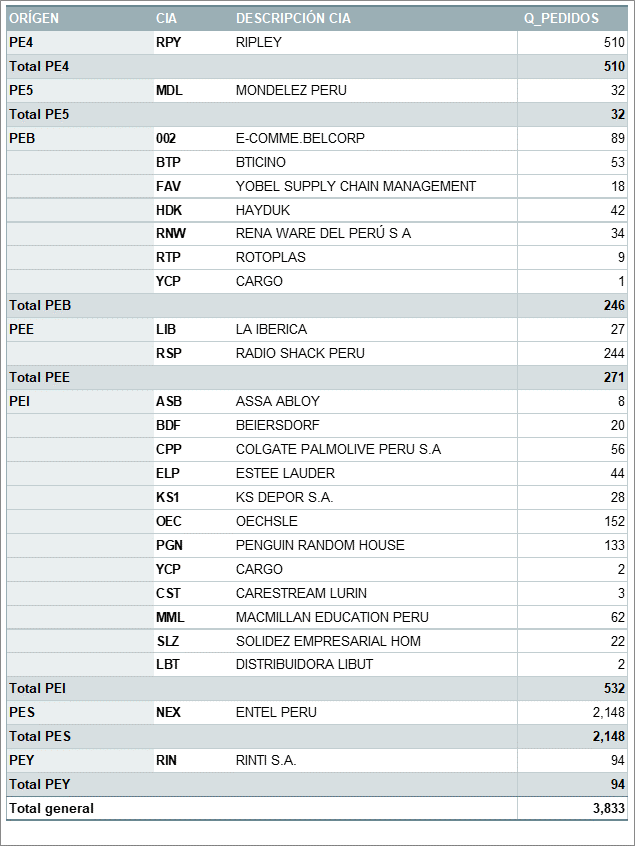 ORÍGEN CIA DESCRIPCIÓN CIA Q_PEDIDOS
PE4 RPY RIPLEY 510
Total PE4 510
PE5 MDL MONDELEZ PERU 32
Total PE5 32
PEB 002 E-COMME.BELCORP 89
BTP BTICINO 53
FAV YOBEL SUPPLY CHAIN MANAGEMENT 18
HDK HAYDUK 42
RNW RENA WARE DEL PERÚ S A 34
RTP ROTOPLAS 9
YCP CARGO 1
Total PEB 246
PEE LIB LA IBERICA 27
RSP RADIO SHACK PERU 244
Total PEE 271
PEI ASB ASSA ABLOY 8
BDF BEIERSDORF 20
CPP COLGATE PALMOLIVE PERU S.A 56
ELP ESTEE LAUDER 44
KS1 KS DEPOR S.A. 28
OEC OECHSLE 152
PGN PENGUIN RANDOM HOUSE 133
YCP CARGO 2
CST CARESTREAM LURIN 3
MML MACMILLAN EDUCATION PERU 62
SLZ SOLIDEZ EMPRESARIAL HOM 22
LBT DISTRIBUIDORA LIBUT 2
Total PEI 532
PES NEX ENTEL PERU 2,148
Total PES 2,148
PEY RIN RINTI S.A. 94
Total PEY 94
Total general 3,833